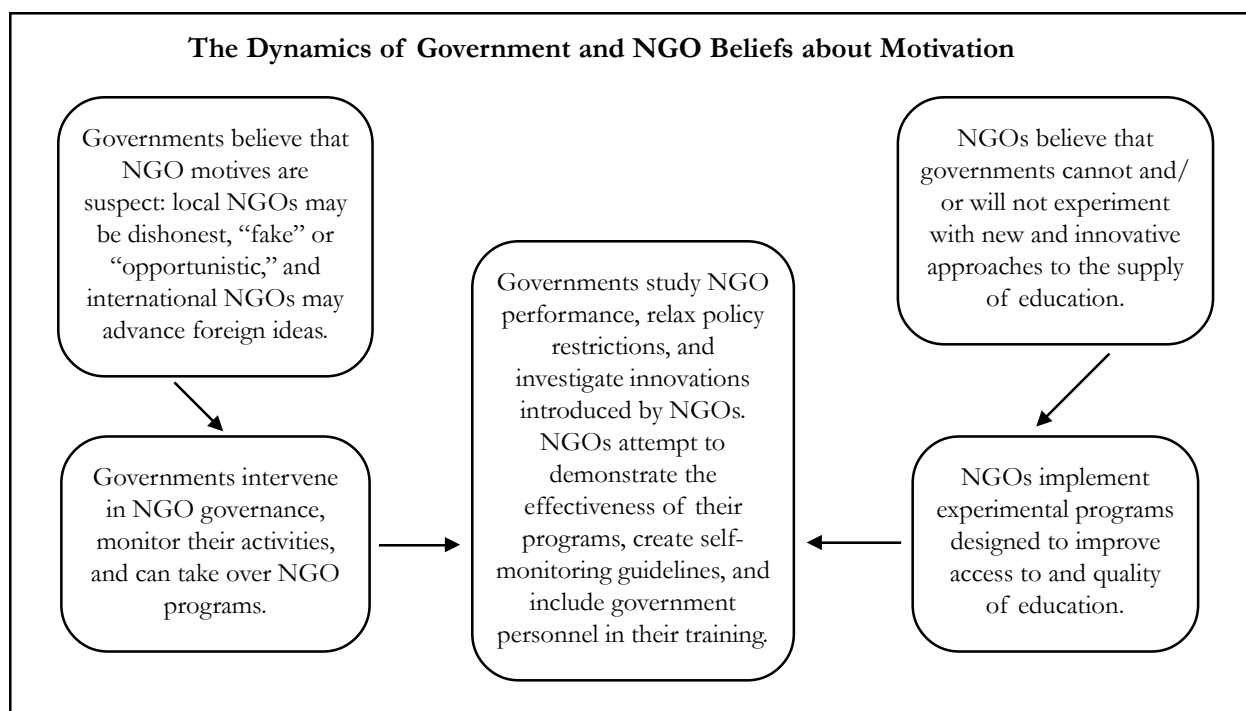 The Dynamics of Government and NGO Beliefs about Motivation
Governments believe that
NGO motives are
suspect: local NGOs may
be dishonest, “fake” or
“opportunistic,” and
international NGOs may
advance foreign ideas.
Governments intervene
in NGO governance,
monitor their activities,
and can take over NGO
programs.
Governments study NGO
performance, relax policy
restrictions, and
investigate innovations
introduced by NGOs.
NGOs attempt to
demonstrate the
effectiveness of their
programs, create self-
monitoring guidelines, and
include government
personnel in their training.
NGOs believe that
governments cannot and/
or will not experiment
with new and innovative
approaches to the supply
of education.
NGOs implement
experimental programs
designed to improve
access to and quality
of education.